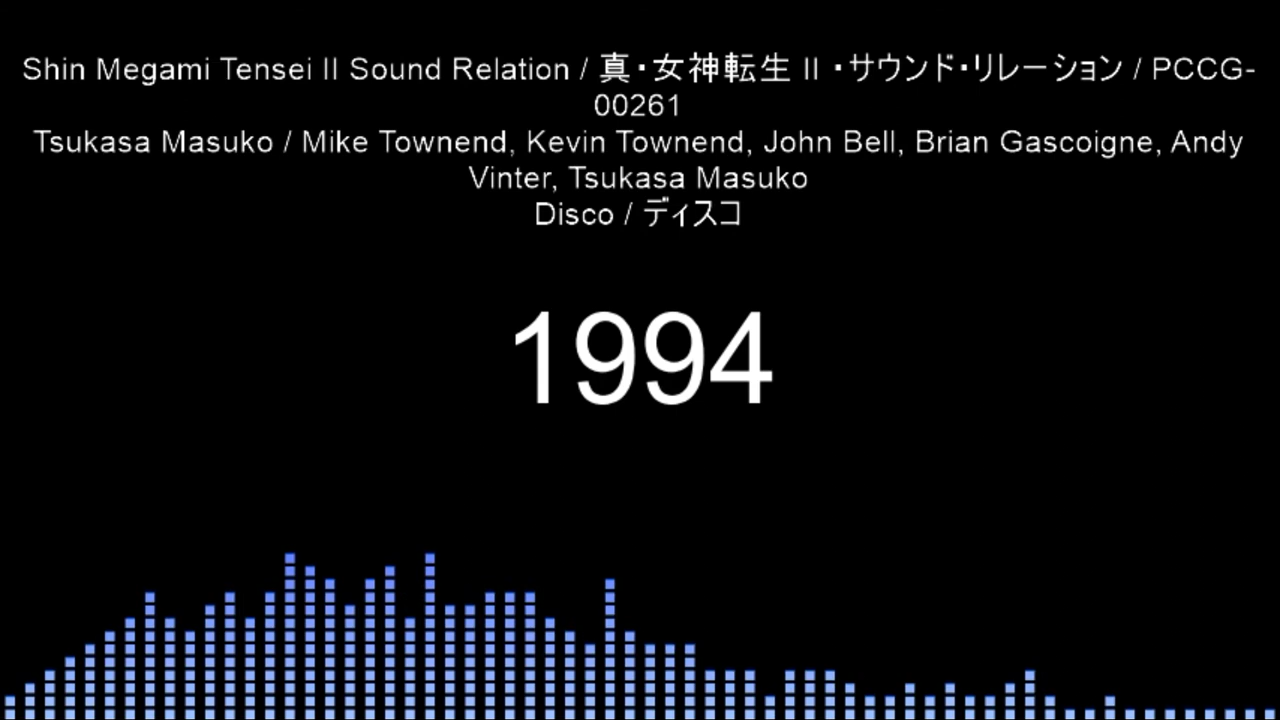 Shin Megami Tensei II Sound Relation / 真・女神転生 II ・サウンド・リレーション / PCCG-
00261
Tsukasa Masuko / Mike Townend, Kevin Townend, John Bell, Brian Gascoigne, Andy
Vinter, Tsukasa Masuko
Disco / ディスコ
1994